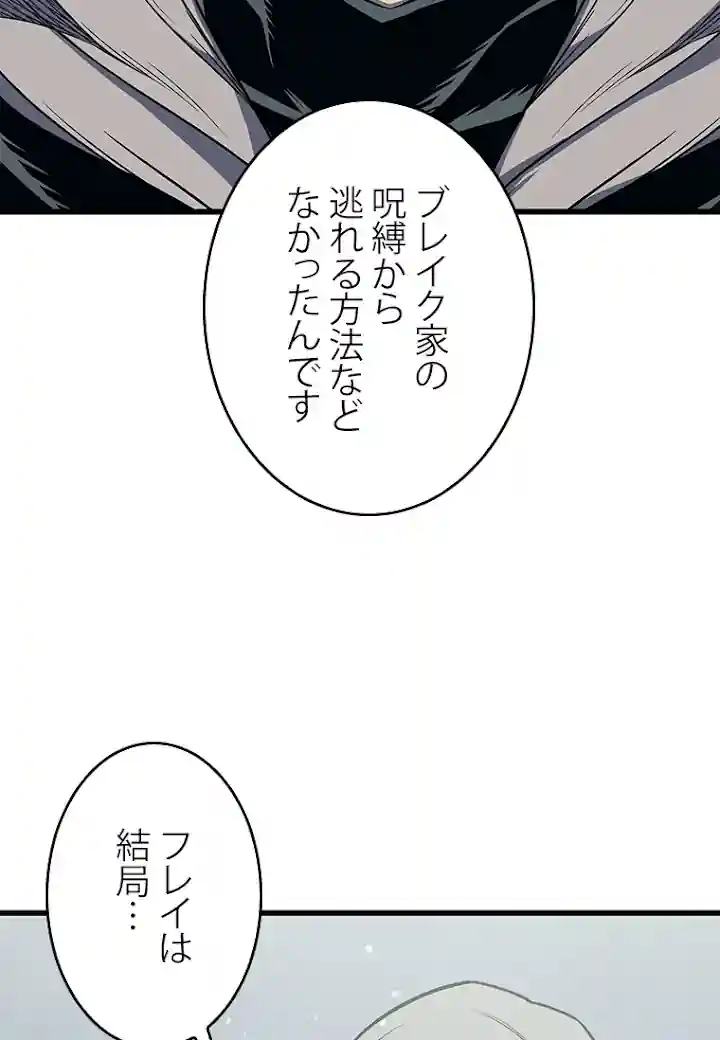 ブレイク家の
呪縛から
逃れる方法など
なかったんです
フレイは
結局…